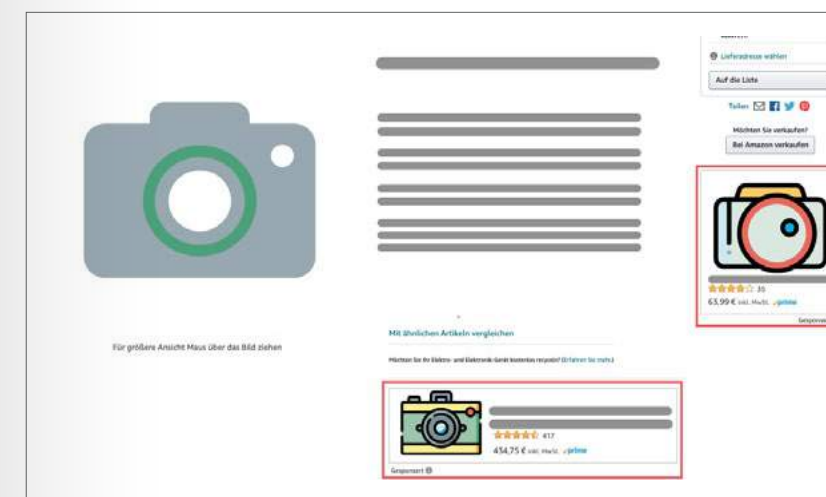 Lieferadresse wählen
Auf die Liste
Teilen
Möchten Sie verkaufen?
Bei Amazon verkaufen
35
63,99 € inkl. MwSt. prime
Für größere Ansicht Maus über das Bild ziehen
Mit ähnlichen Artikeln vergleichen
Möchten Sie Ihr Elektro- und Elektronik-Gerät kostenlos recyceln? (Erfahren Sie mehr.)
417
434,75 € inkl. MwSt. prime
Gesponsert